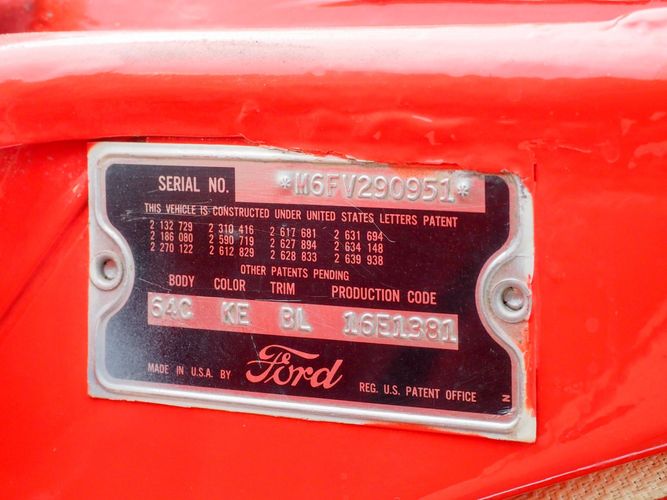 SERIAL NO. *M6FV290951*
THIS VEHICLE IS CONSTRUCTED UNDER UNITED STATES LETTERS PATENT
2 132 729 2 310 416 2 617 681 2 631 694
2 186 080 2 590 719 2 627 894 2 634 148
2 270 122 2 612 829 2 628 833 2 639 938
OTHER PATENTS PENDING
BODY COLOR TRIM PRODUCTION CODE
64C KE BL 16E1381
MADE IN U.S.A. BY Ford REG. U.S. PATENT OFFICE
N